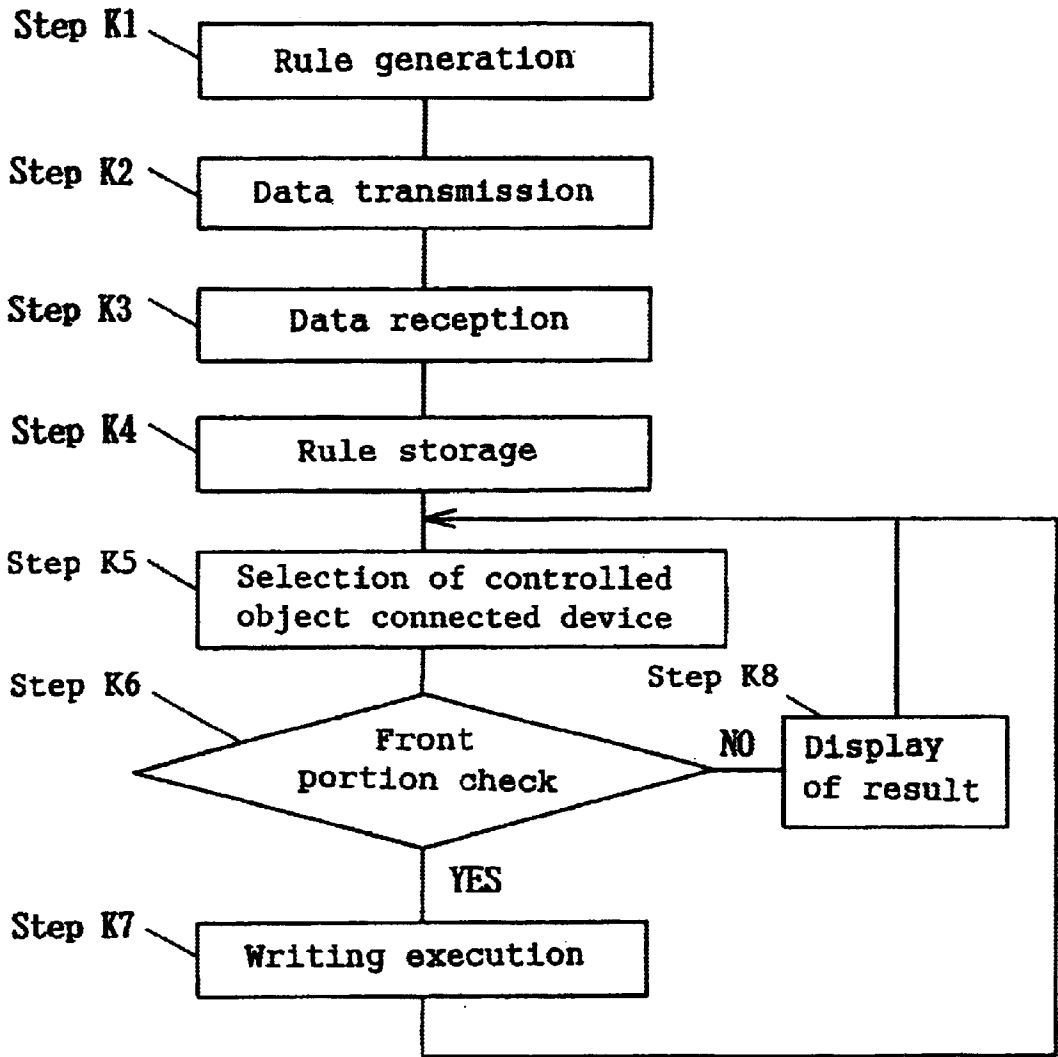 Step K1
Rule generation
Step K2
Data transmission
Step K3
Data reception
Step K4
Rule storage
Step K5
Selection of controlled
object connected device
Step K6
Front
portion check
NO
Step K8
Display
of result
YES
Step K7
Writing execution